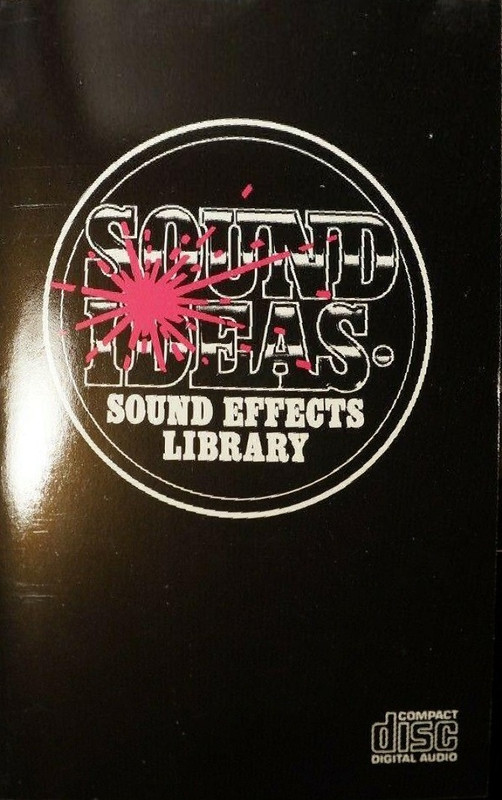 SOUND
IDEAS.
SOUND EFFECTS
LIBRARY
COMPACT
disc
DIGITAL AUDIO